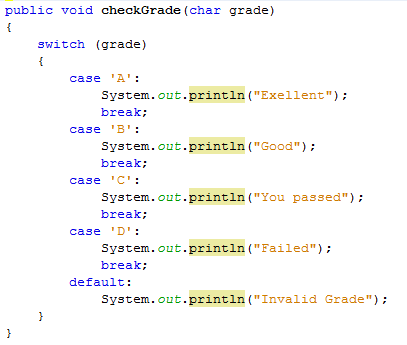 public void checkGrade(char grade)
{
    switch (grade)
    {
        case 'A':
            System.out.println("Exellent");
            break;
        case 'B':
            System.out.println("Good");
            break;
        case 'C':
            System.out.println("You passed");
            break;
        case 'D':
            System.out.println("Failed");
            break;
        default:
            System.out.println("Invalid Grade");
    }
}